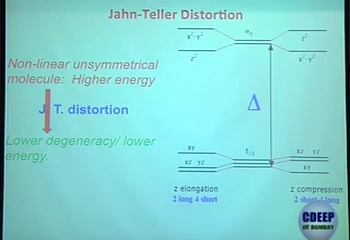 Jahn-Teller Distortion
Non-linear unsymmetrical
molecule: Higher energy
J. T. distortion
Lower degeneracy/ lower
energy.
x²-y²
z²
e_g
z²
x²-y²
Δ
xy
xz yz
t₂g
xz yz
xy
z elongation
2 long 4 short
z compression
2 short 4 long
CDEEP
IIT BOMBAY